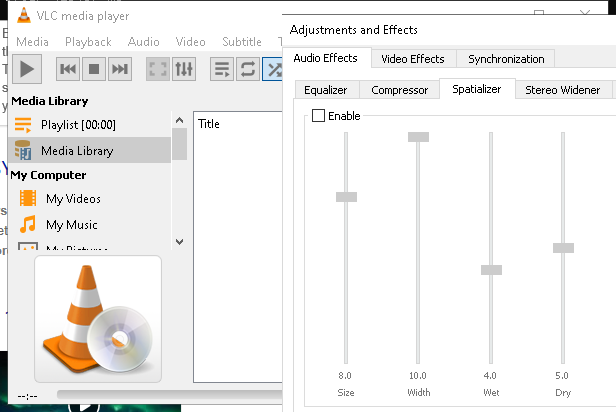 VLC media player
Media Playback Audio Video Subtitle T
Media Library
Playlist [00:00]
Media Library
My Computer
My Videos
My Music
My Pictures
Title
--:--
Adjustments and Effects
Audio Effects Video Effects Synchronization
Equalizer Compressor Spatializer Stereo Widener
Enable
8.0 10.0 4.0 5.0
Size Width Wet Dry